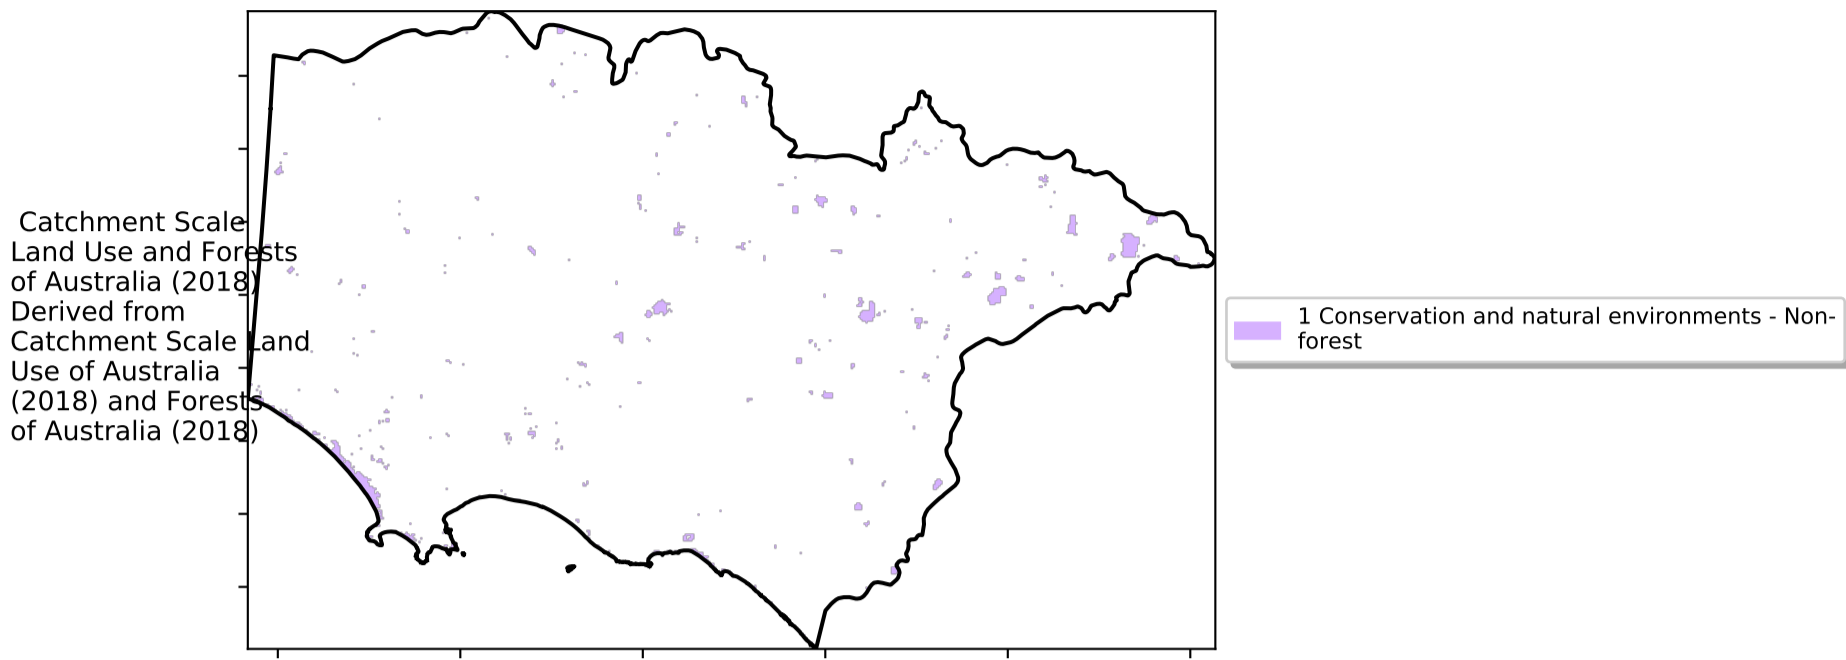 Catchment Scale
Land Use and Forests
of Australia (2018)
Derived from
Catchment Scale Land
Use of Australia
(2018) and Forests
of Australia (2018)
1 Conservation and natural environments - Non-
forest